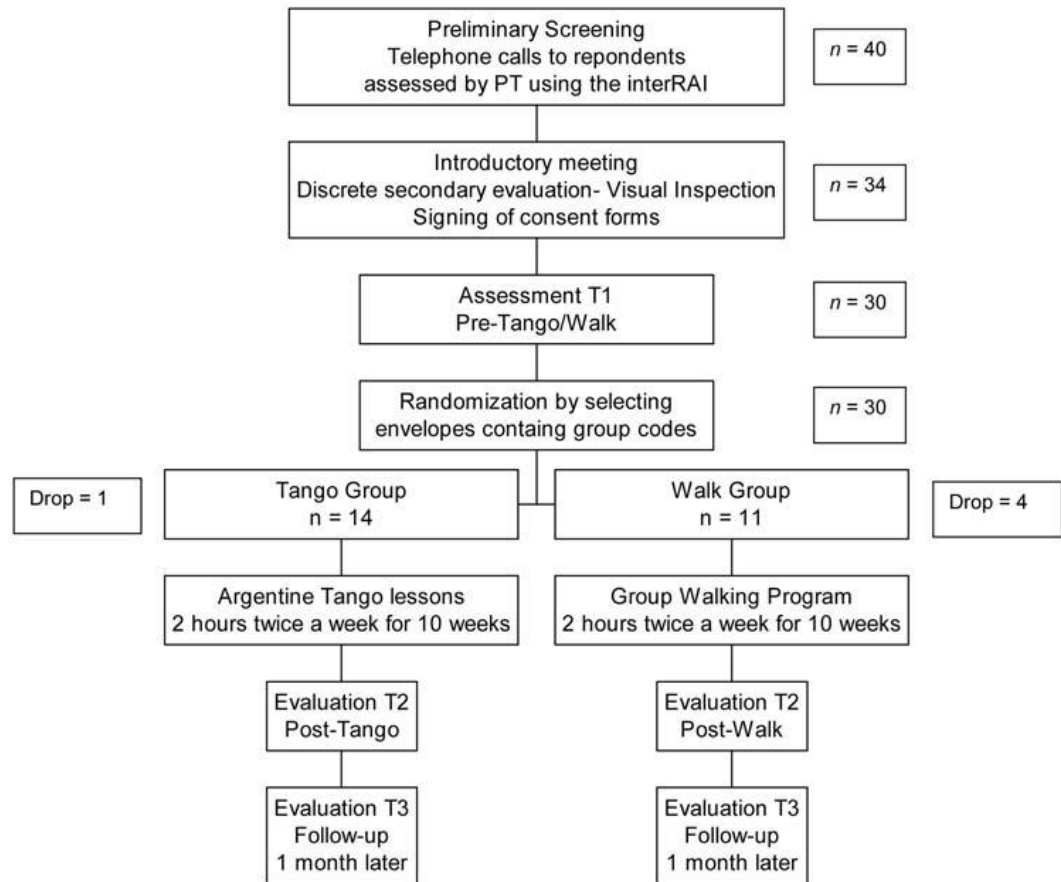 Preliminary Screening
Telephone calls to repondents
assessed by PT using the interRAI
n = 40
Introductory meeting
Discrete secondary evaluation- Visual Inspection
Signing of consent forms
n = 34
Assessment T1
Pre-Tango/Walk
n = 30
Randomization by selecting
envelopes containg group codes
n = 30
Drop = 1
Tango Group
n = 14
Walk Group
n = 11
Drop = 4
Argentine Tango lessons
2 hours twice a week for 10 weeks
Group Walking Program
2 hours twice a week for 10 weeks
Evaluation T2
Post-Tango
Evaluation T2
Post-Walk
Evaluation T3
Follow-up
1 month later
Evaluation T3
Follow-up
1 month later